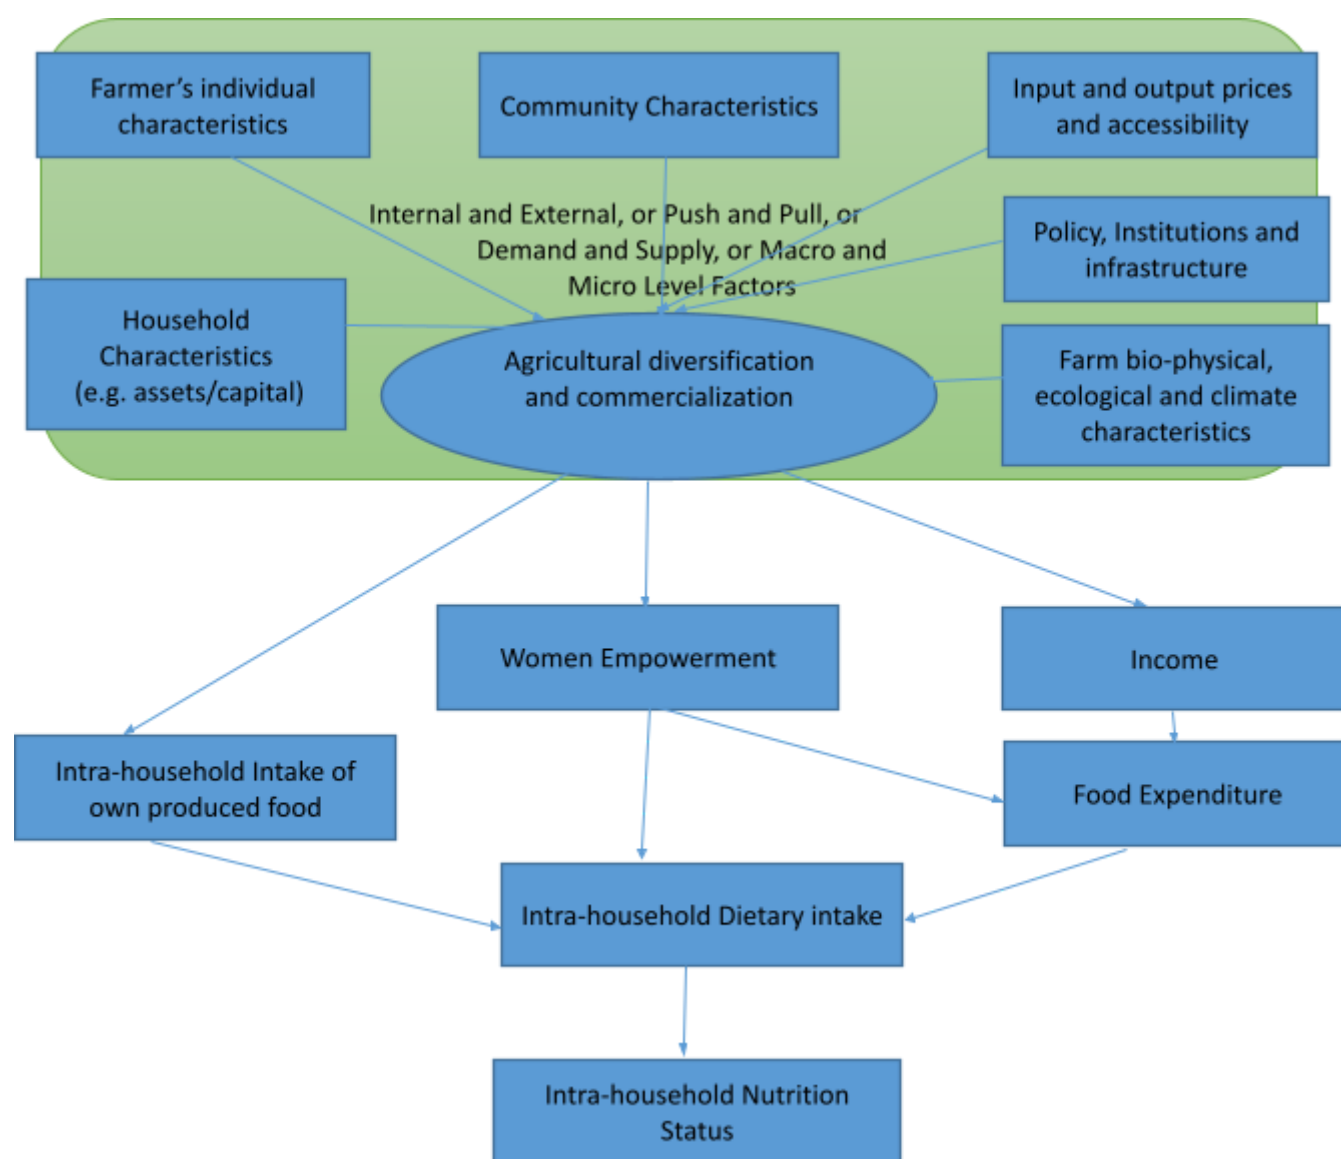 Farmer's individual
characteristics
Community Characteristics
Input and output prices
and accessibility
Internal and External, or Push and Pull, or
Demand and Supply, or Macro and
Micro Level Factors
Policy, Institutions and
infrastructure
Household
Characteristics
(e.g. assets/capital)
Agricultural diversification
and commercialization
Farm bio-physical,
ecological and climate
characteristics
Women Empowerment
Income
Intra-household Intake of
own produced food
Food Expenditure
Intra-household Dietary intake
Intra-household Nutrition
Status